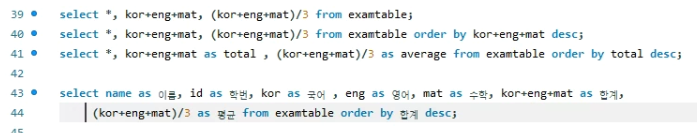 39 select *, kor+eng+mat, (kor+eng+mat)/3 from examtable;
40 select *, kor+eng+mat, (kor+eng+mat)/3 from examtable order by kor+eng+mat desc;
41 select *, kor+eng+mat as total , (kor+eng+mat)/3 as average from examtable order by total desc;
42
43 select name as 이름, id as 학번, kor as 국어 , eng as 영어, mat as 수학, kor+eng+mat as 합계,
44 (kor+eng+mat)/3 as 평균 from examtable order by 합계 desc;